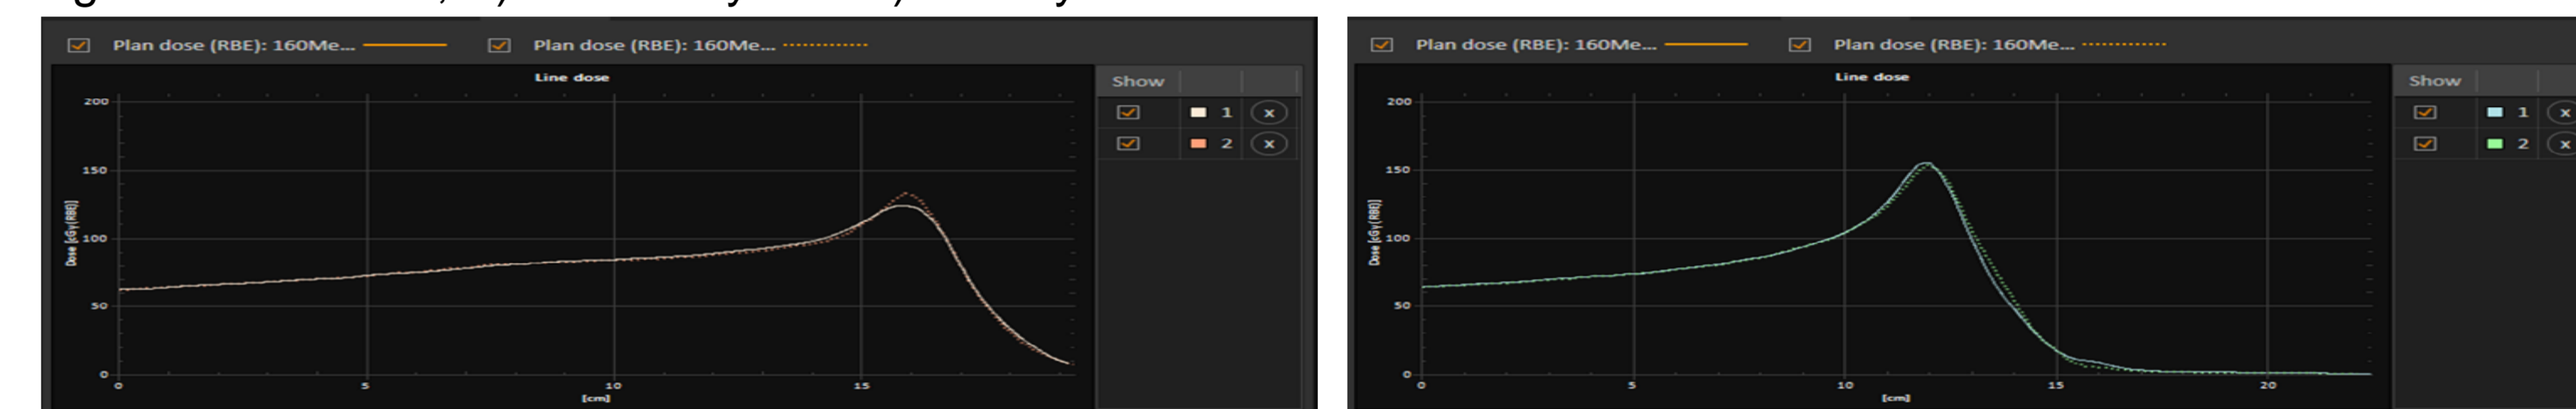 Plan dose (RBE): 160Me... Plan dose (RBE): 160Me...
Line dose
Show
200
150
100
50
0
Dose [cGy(RBE)]
0 5 10 15
[cm]
1 x
2 x
Plan dose (RBE): 160Me... Plan dose (RBE): 160Me...
Line dose
Show
200
150
100
50
0
Dose [cGy(RBE)]
0 5 10 15 20
[cm]
1 x
2 x